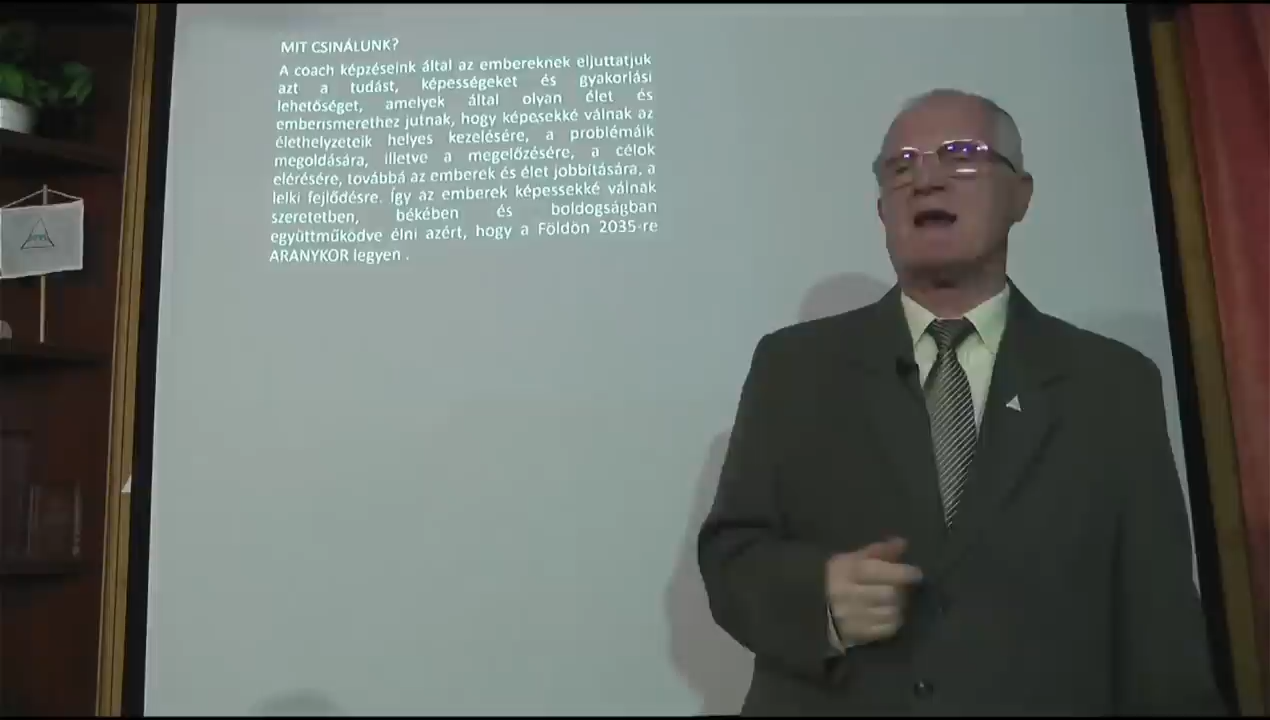 MIT CSINÁLUNK?
A coach képzéseink által az embereknek eljuttatjuk
azt a tudást, képességeket és gyakorlási
lehetőséget, amelyek által olyan élet és
emberismerethez jutnak, hogy képesekké válnak az
élethelyzeteik helyes kezelésére, a problémáik
megoldására, illetve a megelőzésére, a célok
elérésére, továbbá az emberek és élet jobbítására, a
lelki fejlődésre. Így az emberek képessekké válnak
szeretetben, békében és boldogságban
együttműködve élni azért, hogy a Földön 2035-re
ARANYKOR legyen .